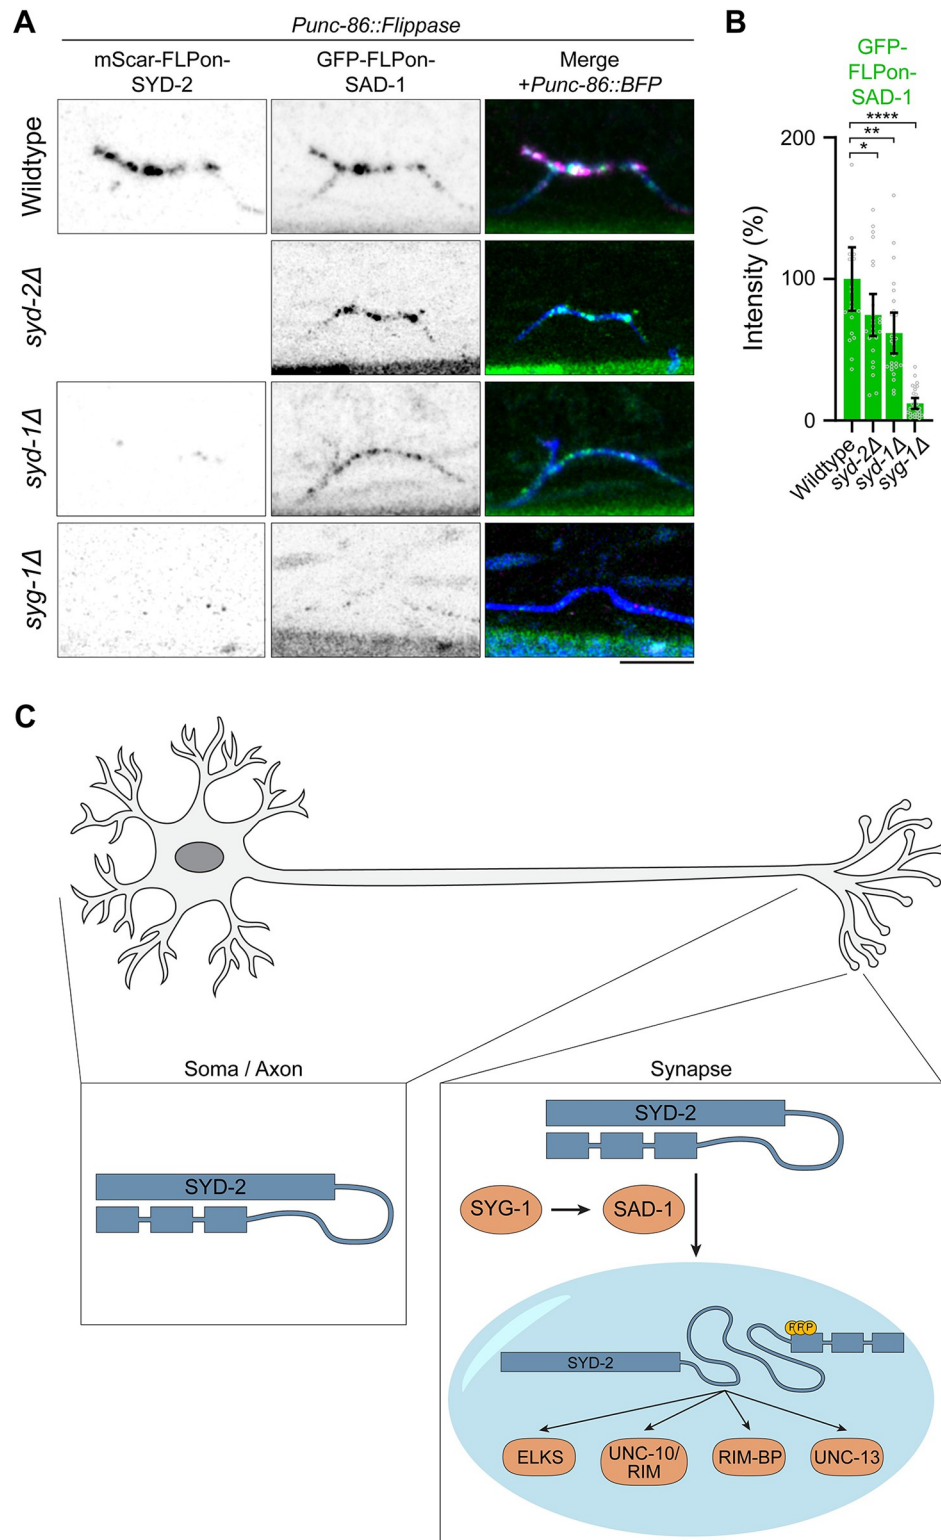 A
Punc-86::Flippase
mScar-FLPon-
SYD-2
GFP-FLPon-
SAD-1
Merge
+Punc-86::BFP
Wildtype
syd-2Δ
syd-1Δ
syg-1Δ
B
GFP-
FLPon-
SAD-1
****
**
*
200
100
0
Intensity (%)
Wildtype
syd-2Δ
syd-1Δ
syg-1Δ
C
Soma / Axon
SYD-2
Synapse
SYD-2
SYG-1
SAD-1
P P P
SYD-2
ELKS
UNC-10/
RIM
RIM-BP
UNC-13